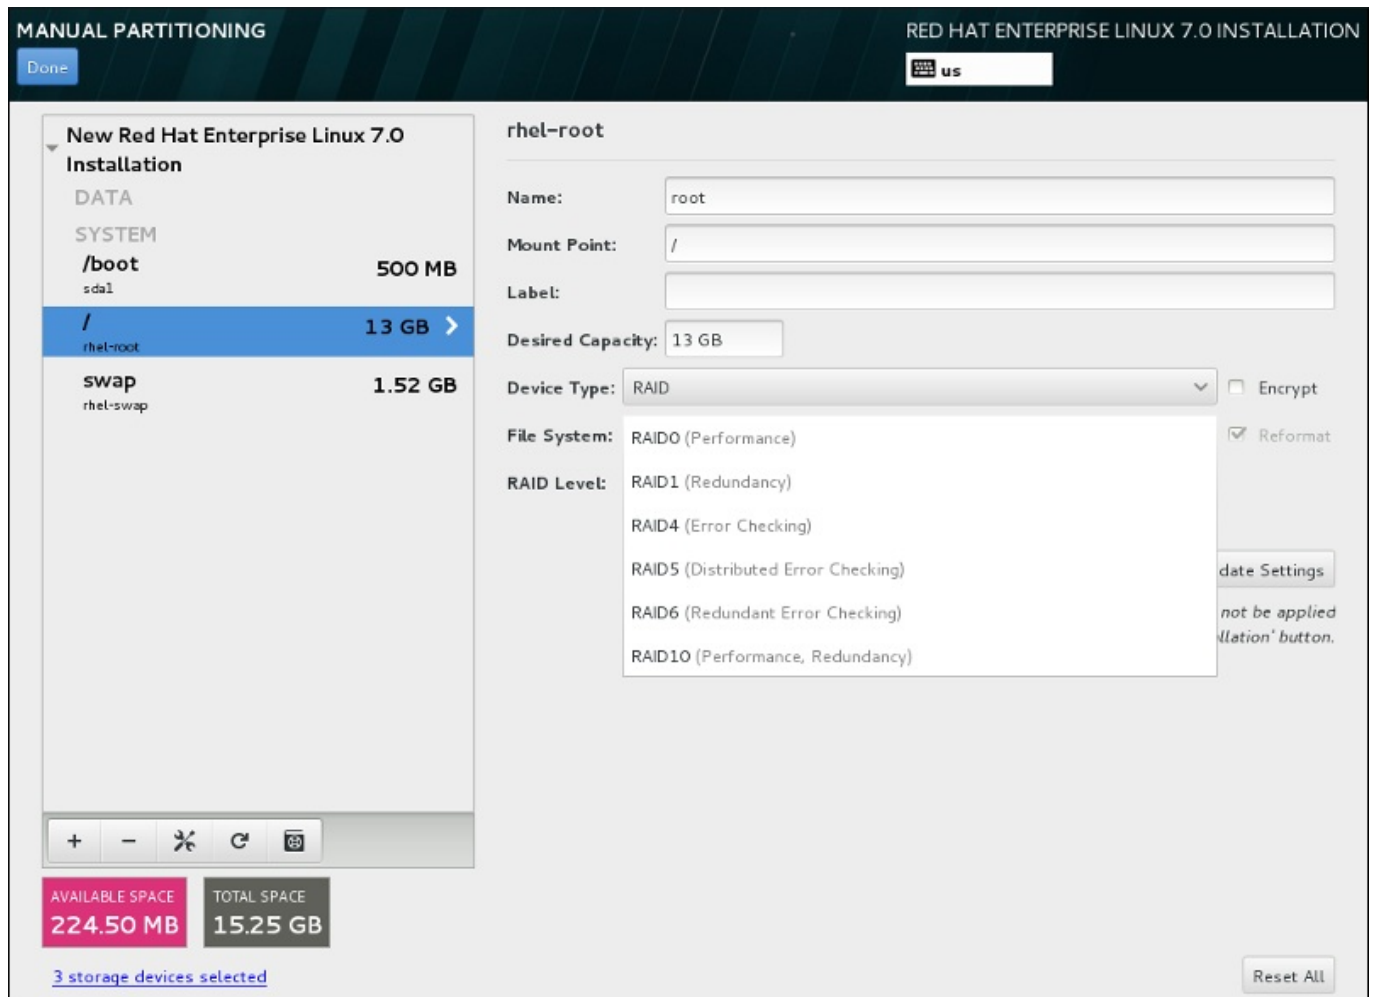 MANUAL PARTITIONING
RED HAT ENTERPRISE LINUX 7.0 INSTALLATION
Done
us
New Red Hat Enterprise Linux 7.0
Installation
DATA
SYSTEM
/boot
500 MB
sda1
/
13 GB
rhel-root
swap
1.52 GB
rhel-swap
AVAILABLE SPACE
224.50 MB
TOTAL SPACE
15.25 GB
3 storage devices selected
rhel-root
Name: root
Mount Point: /
Label:
Desired Capacity: 13 GB
Device Type: RAID
Encrypt
File System:
Reformat
RAID Level:
RAID0 (Performance)
RAID1 (Redundancy)
RAID4 (Error Checking)
RAID5 (Distributed Error Checking)
RAID6 (Redundant Error Checking)
RAID10 (Performance, Redundancy)
date Settings
not be applied
llation' button.
Reset All